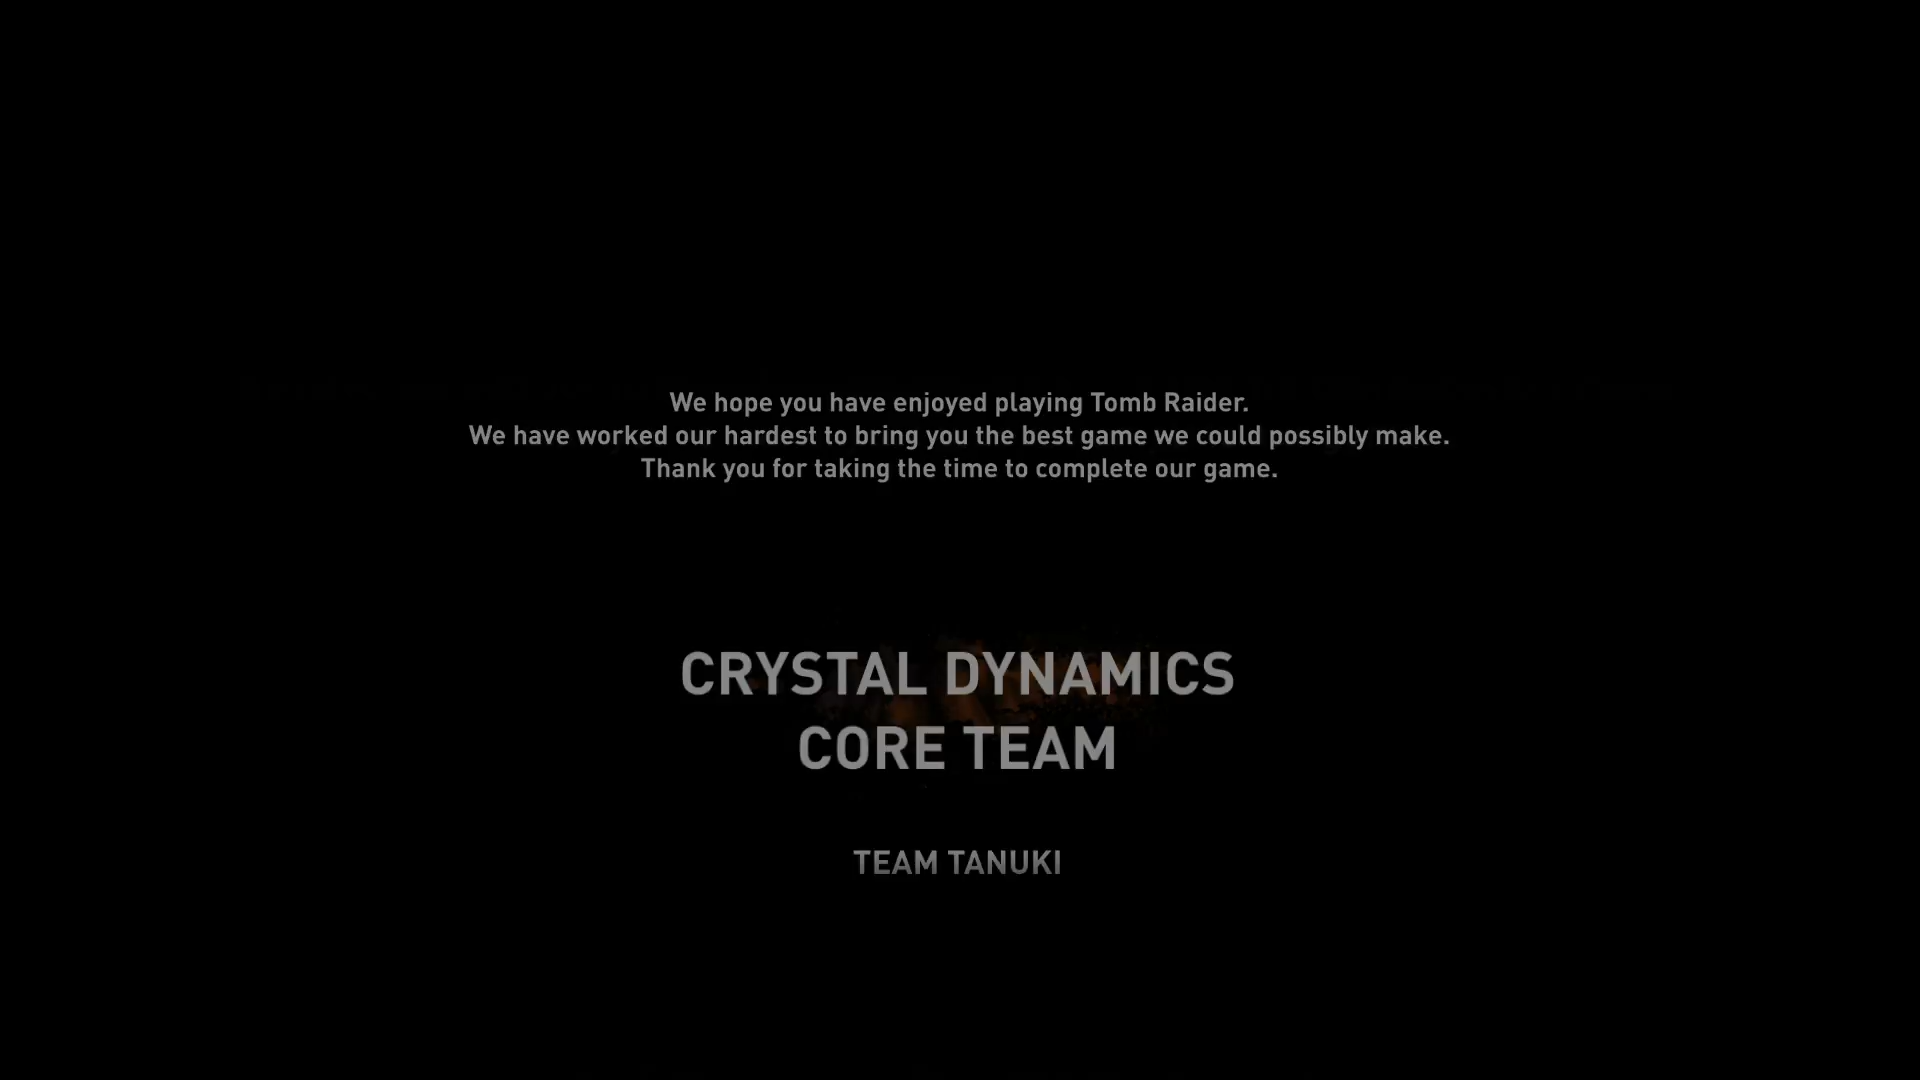 We hope you have enjoyed playing Tomb Raider.
We have worked our hardest to bring you the best game we could possibly make.
Thank you for taking the time to complete our game.
CRYSTAL DYNAMICS
CORE TEAM
TEAM TANUKI